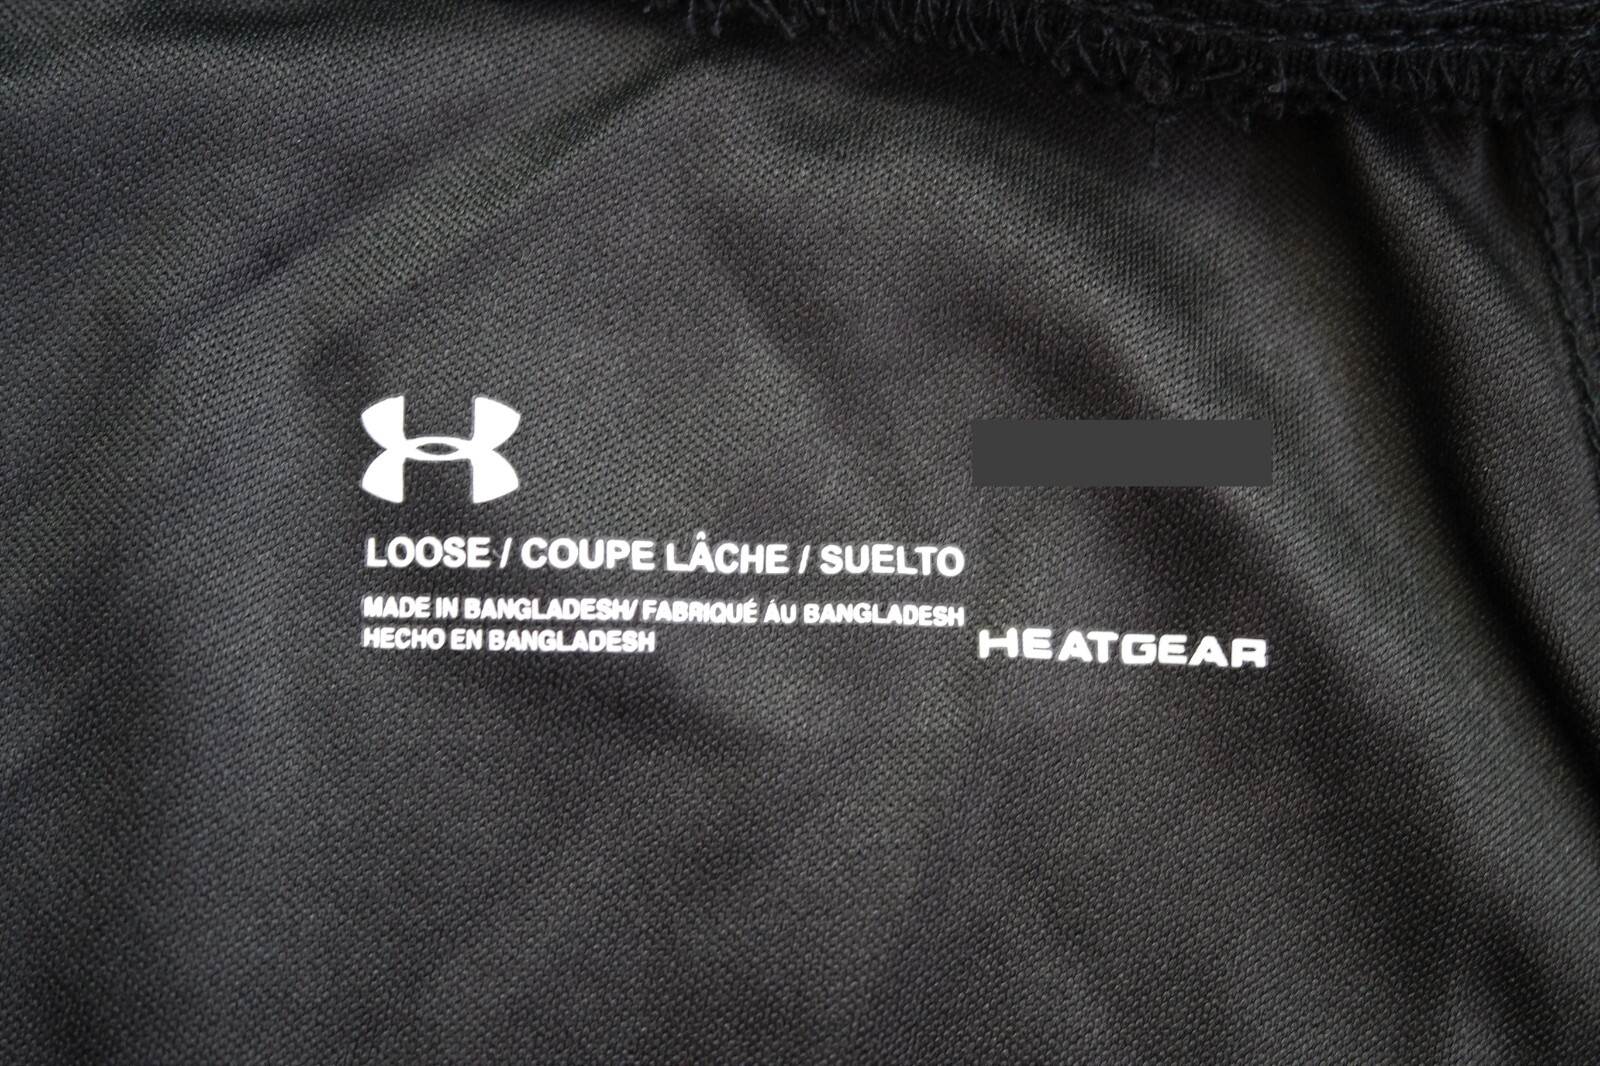 LOOSE / COUPE LÂCHE / SUELTO
MADE IN BANGLADESH/ FABRIQUÉ ÁU BANGLADESH
HECHO EN BANGLADESH
HEATGEAR